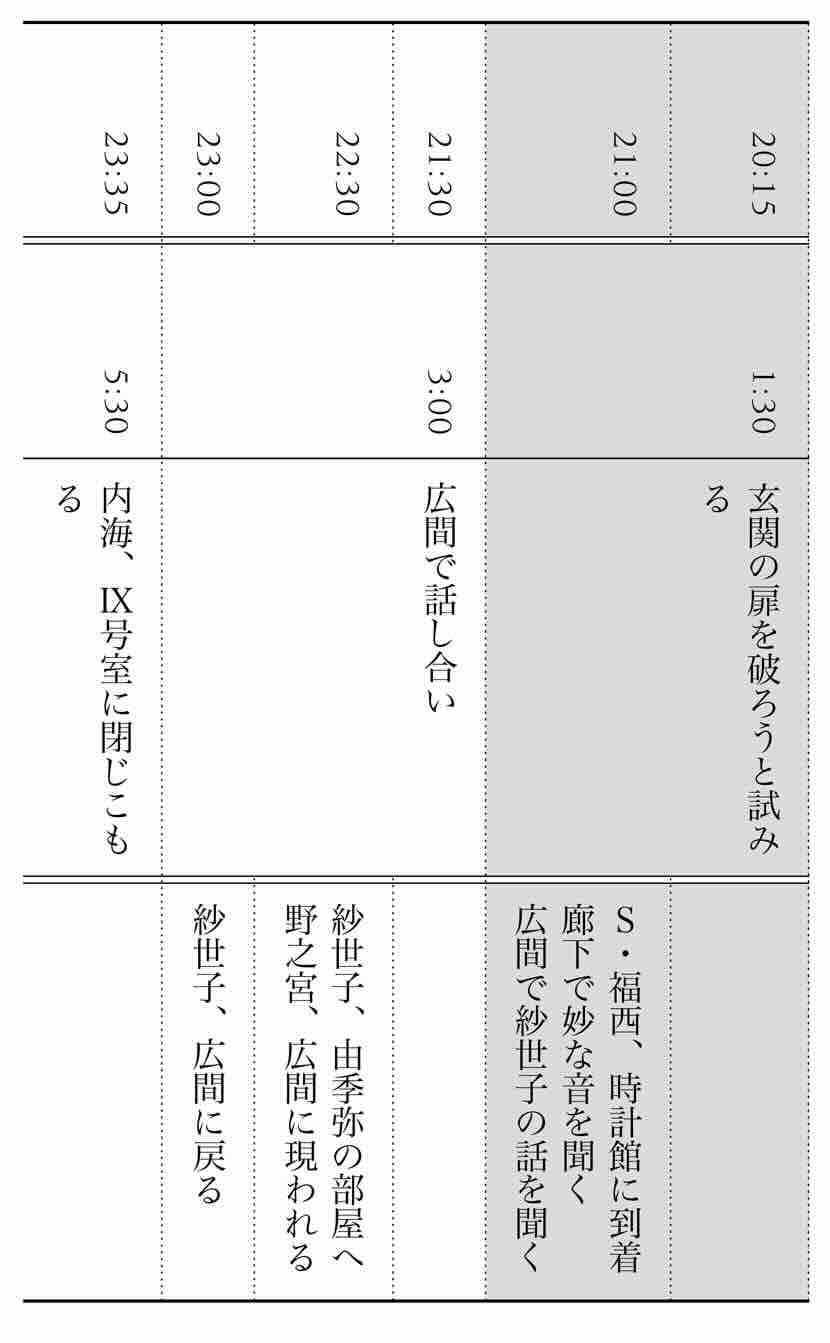 20:15
1:30
玄関の扉を破ろうと試み
る
21:00
S・福西、時計館に到着
廊下で妙な音を聞く
広間で紗世子の話を聞く
21:30
3:00
広間で話し合い
22:30
紗世子、由季弥の部屋へ
野之宮、広間に現われる
23:00
紗世子、広間に戻る
23:35
5:30
内海、Ⅸ号室に閉じこも
る